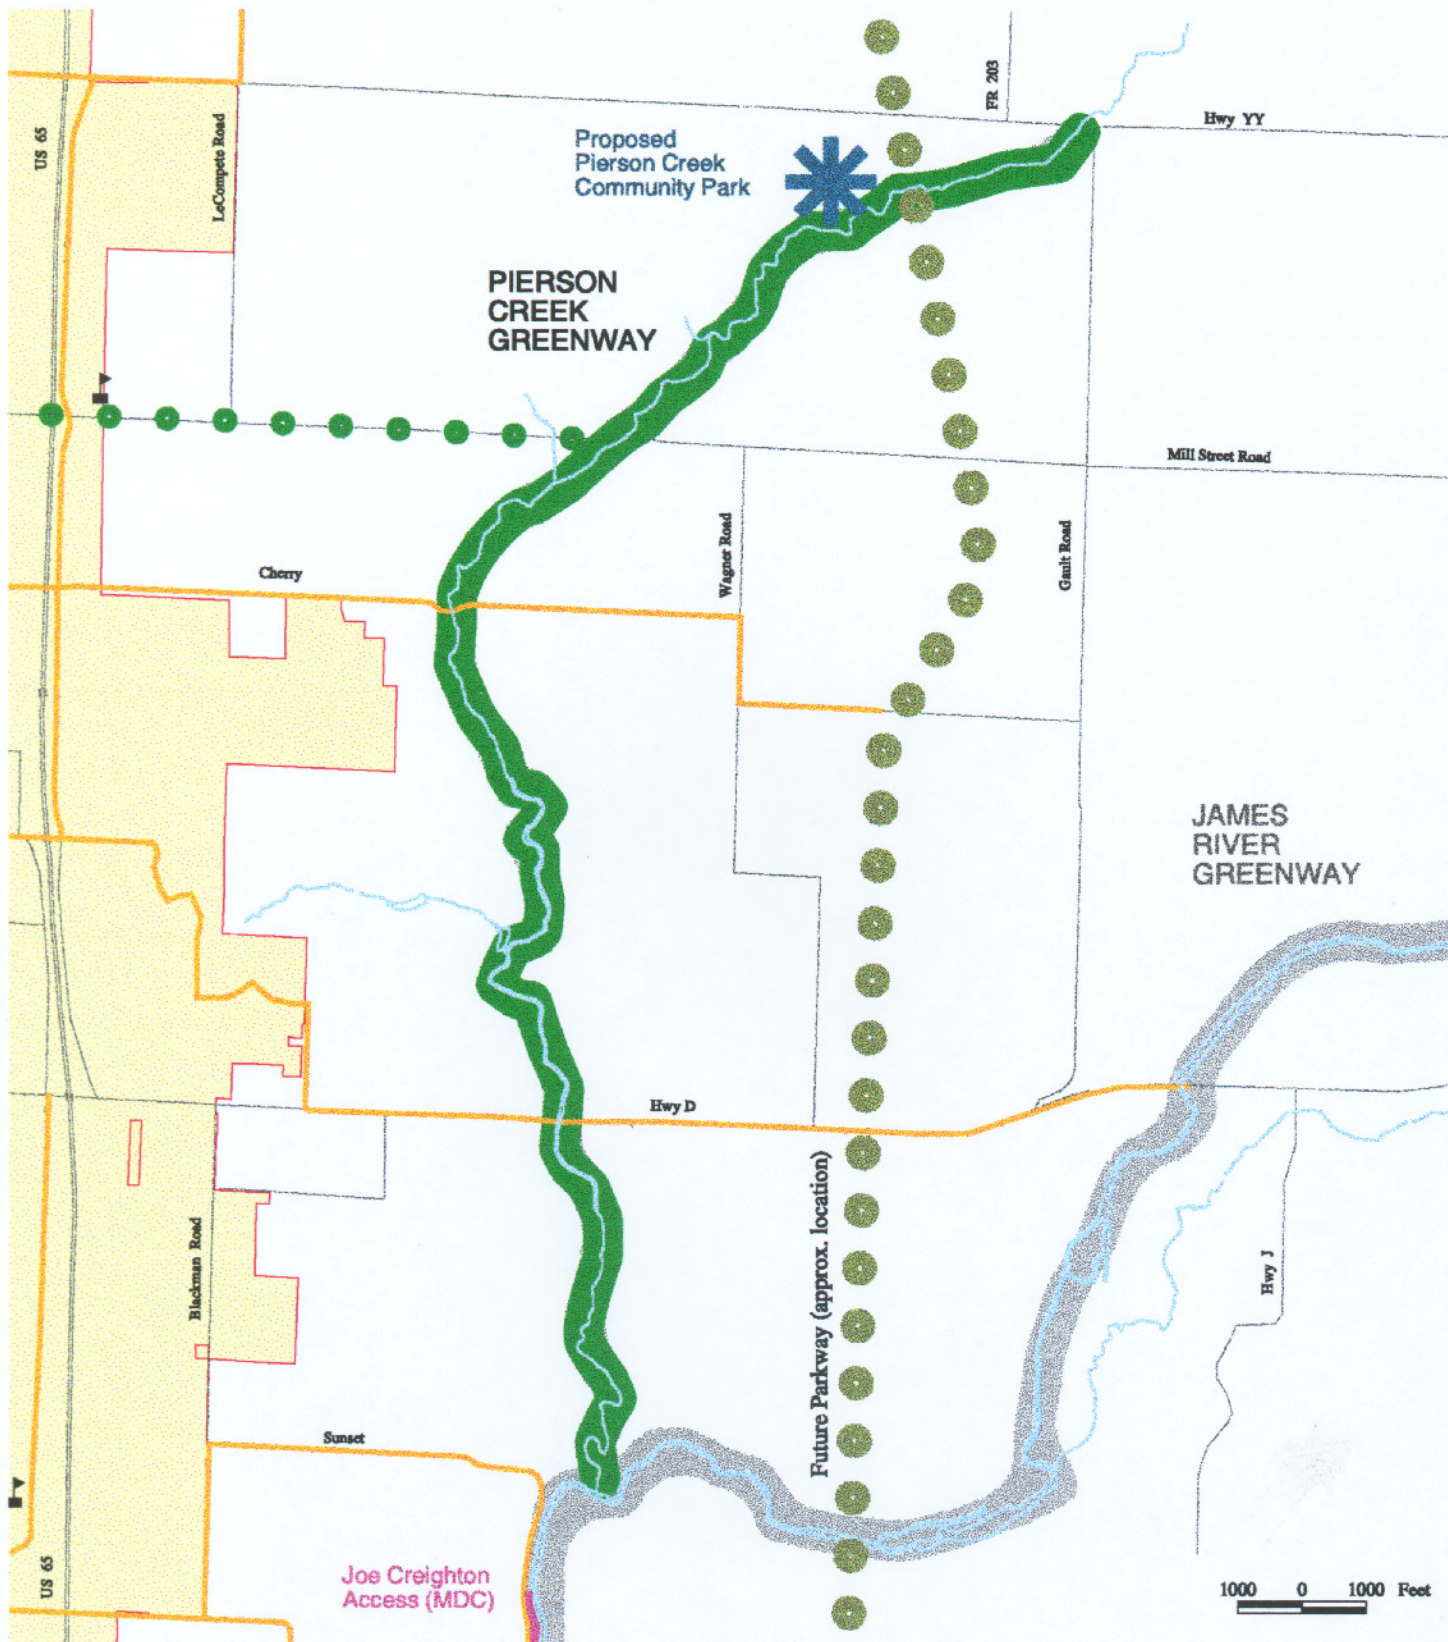 FR 203
Hwy YY
US 65
LeCompte Road
Proposed
Pierson Creek
Community Park
PIERSON
CREEK
GREENWAY
Mill Street Road
Wagner Road
Gault Road
Cherry
JAMES
RIVER
GREENWAY
Hwy D
Future Parkway (approx. location)
Blackman Road
Hwy J
Sunset
US 65
Joe Creighton
Access (MDC)
1000 0 1000 Feet